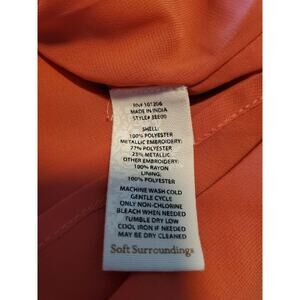 RN# 101206
MADE IN INDIA
STYLE# 3EE00
SHELL:
100% POLYESTER
METALLIC EMBROIDERY:
77% POLYESTER
23% METALLIC
OTHER EMBROIDERY:
100% RAYON
LINING:
100% POLYESTER
MACHINE WASH COLD
GENTLE CYCLE
ONLY NON-CHLORINE
BLEACH WHEN NEEDED
TUMBLE DRY LOW
COOL IRON IF NEEDED
MAY BE DRY CLEANED
Soft Surroundings